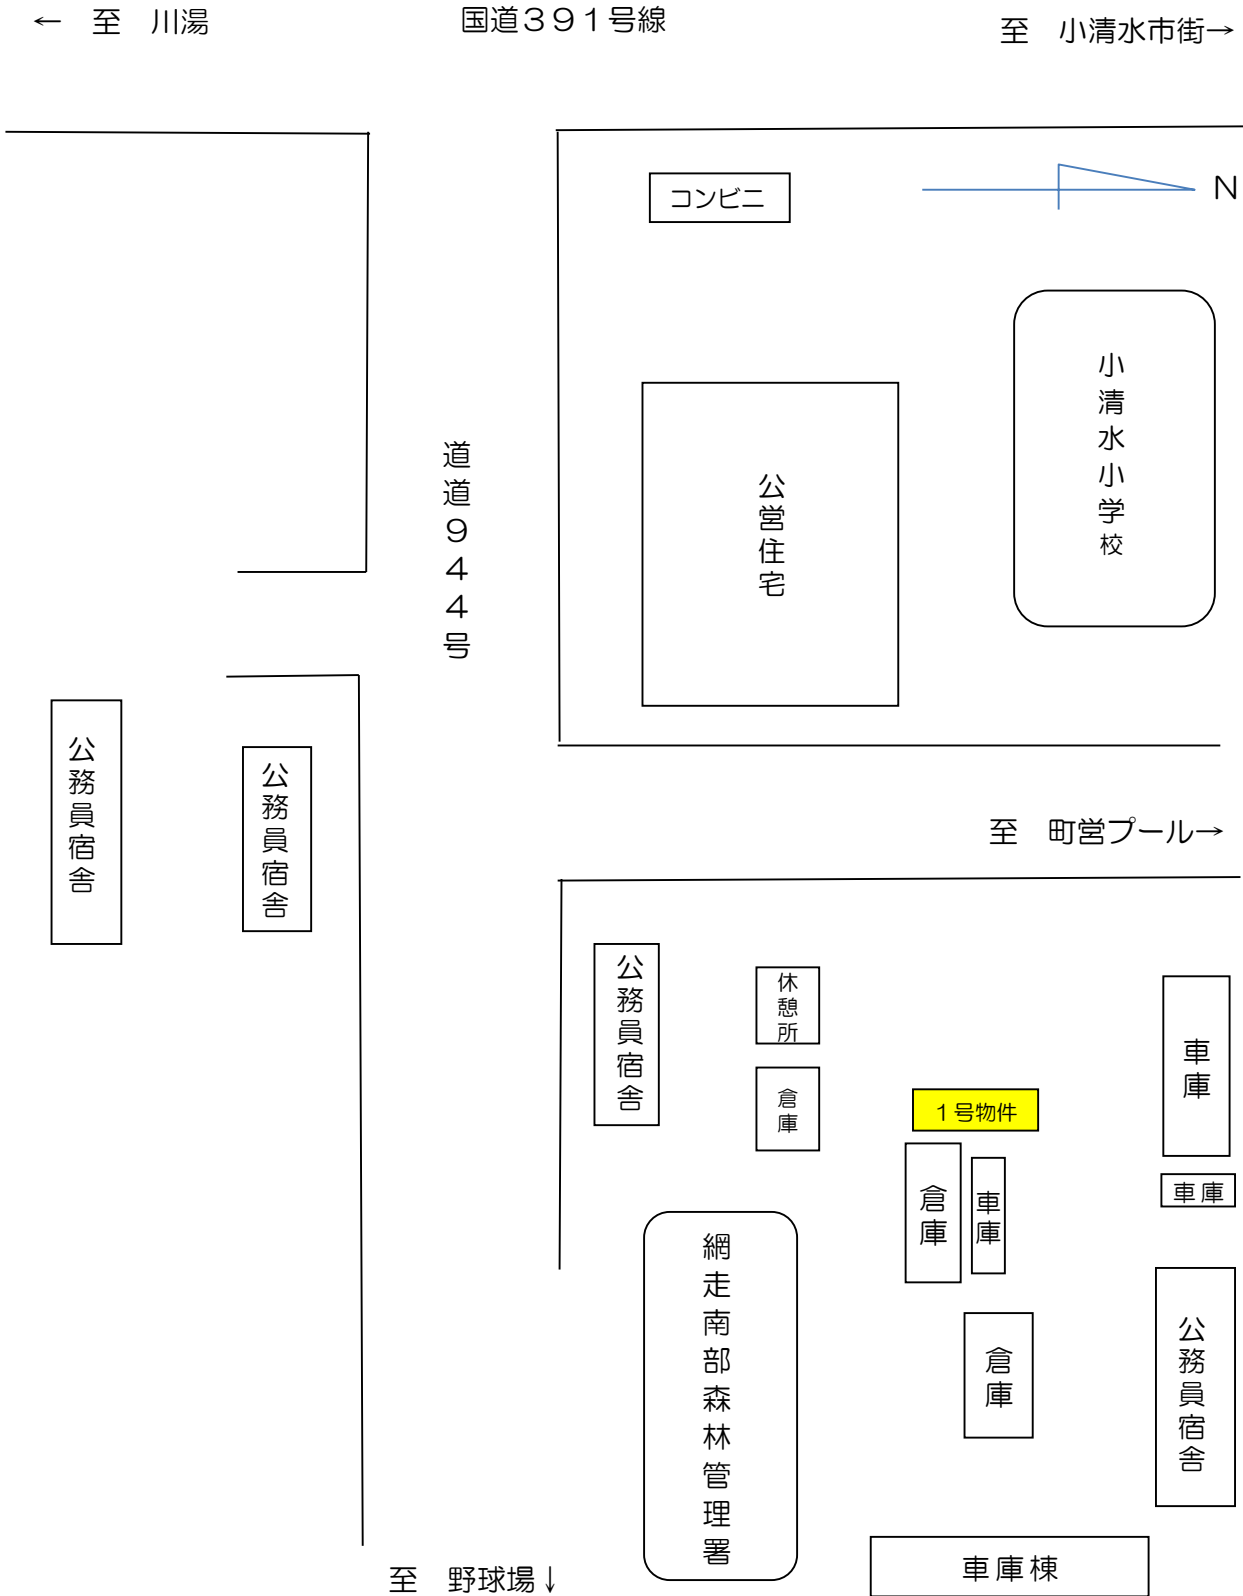 ← 至 川湯
国道391号線
至 小清水市街→
コンビニ
N
小清水小学校
公営住宅
道道944号
公務員宿舎
公務員宿舎
至 町営プール→
公務員宿舎
休憩所
倉庫
1号物件
車庫
倉庫
車庫
車庫
網走南部森林管理署
倉庫
公務員宿舎
車庫棟
至 野球場↓